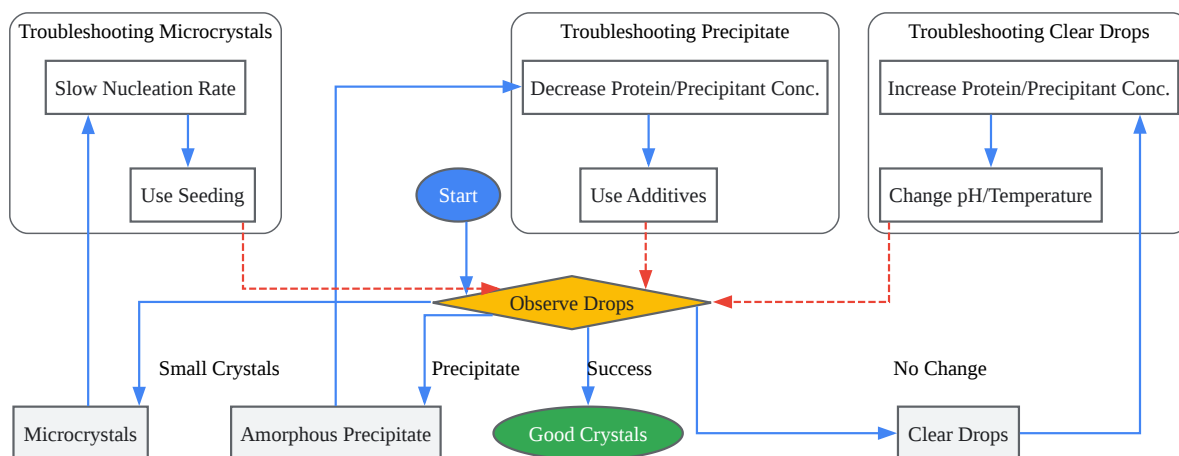 Troubleshooting Microcrystals
Troubleshooting Precipitate
Troubleshooting Clear Drops
Slow Nucleation Rate
Decrease Protein/Precipitant Conc.
Increase Protein/Precipitant Conc.
Use Seeding
Start
Use Additives
Change pH/Temperature
Observe Drops
Small Crystals
Precipitate
Success
No Change
Microcrystals
Amorphous Precipitate
Good Crystals
Clear Drops